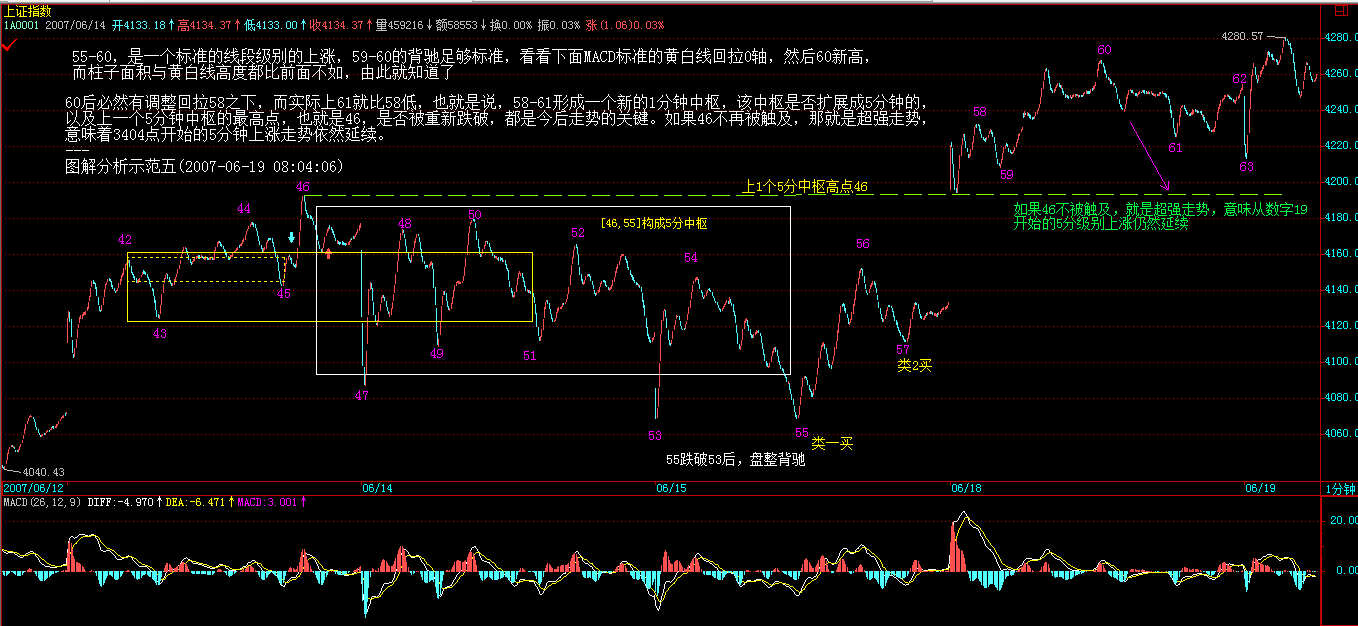 上证指数
1A0001 2007/06/14 开4133.18↑高4134.37↑低4133.00↓收4134.37↑量459216↓额58553↓换0.00% 振0.03% 涨(1.06)0.03%
55-60，是一个标准的线段级别的上涨，59-60的背驰足够标准，看看下面MACD标准的黄白线回拉0轴，然后60新高，
而柱子面积与黄白线高度都比前面不如，由此就知道了
60后必然有调整回拉58之下，而实际上61就比58低，也就是说，58-61形成一个新的1分钟中枢，该中枢是否扩展成5分钟的，
以及上一个5分钟中枢的最高点，也就是46，是否被重新跌破，都是今后走势的关键。如果46不再被触及，那就是超强走势，
意味着3404点开始的5分钟上涨走势依然延续。
---
图解分析示范五(2007-06-19 08:04:06)
4280.57
4280.0
4260.0
4240.0
4220.0
4200.0
4180.0
4160.0
4140.0
4120.0
4100.0
4080.0
4060.0
60
62
58
61
59
63
上1个5分中枢高点46
如果46不被触及，就是超强走势，意味从数字19
开始的5分级别上涨仍然延续
46
44
42
48
50
[46,55]构成5分中枢
52
54
56
45
43
49
51
47
53
55
57
类2买
类一买
55跌破53后，盘整背驰
4040.43
2007/06/12
06/14
06/15
06/18
06/19
1分钟
MACD(26,12,9) DIFF:-4.970↑DEA:-6.471↑MACD:3.001↑
20.00
0.00